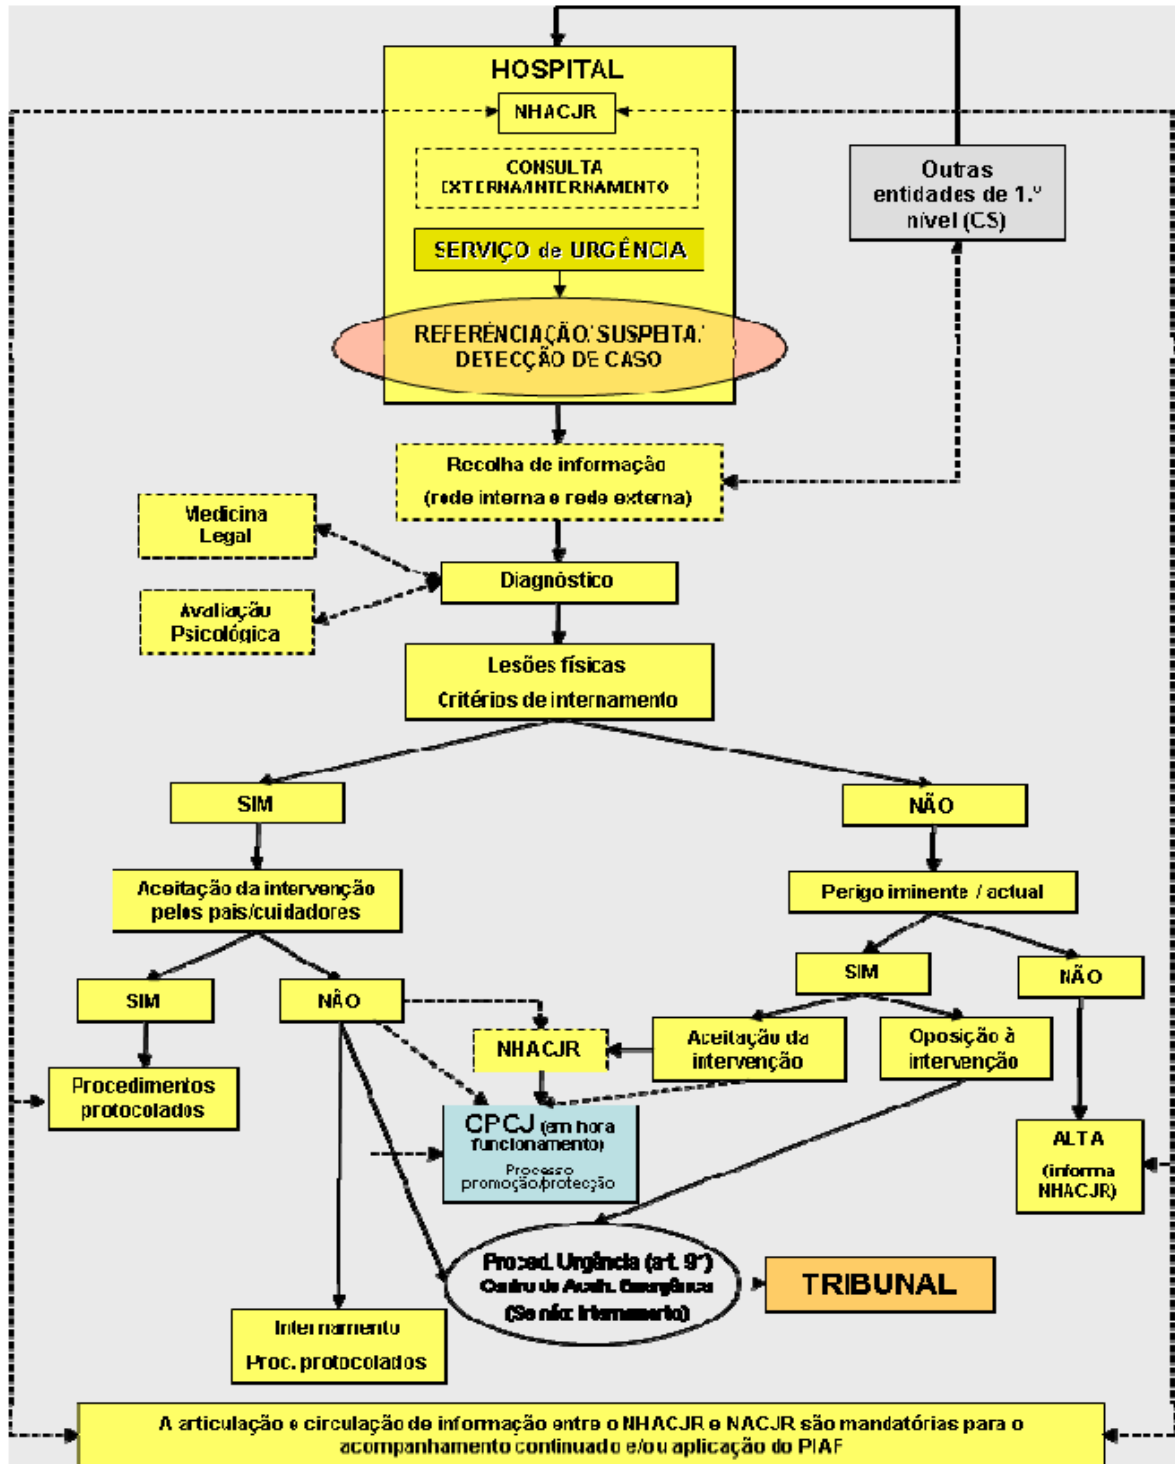 HOSPITAL
NHACJR
CONSULTA
EXTERNA/INTERNAMENTO
SERVIÇO de URGÊNCIA
REFERENCIAÇÃO/ SUSPEITA/
DETECÇÃO DE CASO
Outras
entidades de 1.º
nível (CS)
Recolha de informação
(rede interna e rede externa)
Medicina
Legal
Diagnóstico
Avaliação
Psicológica
Lesões físicas
Critérios de internamento
SIM
NÃO
Aceitação da intervenção
pelos pais/cuidadores
Perigo iminente / actual
SIM
NÃO
SIM
NÃO
NHACJR
Aceitação da
intervenção
Oposição à
intervenção
Procedimentos
protocolados
CPCJ (em hora
funcionamento)
Processo
promoção/protecção
ALTA
(informa
NHACJR)
Proced. Urgência (art. 9º)
Centro de Acolh. Emergência
(Se não: Internamento)
TRIBUNAL
Internamento
Proc. protocolados
A articulação e circulação de informação entre o NHACJR e NACJR são mandatórias para o
acompanhamento continuado e/ou aplicação do PIAF